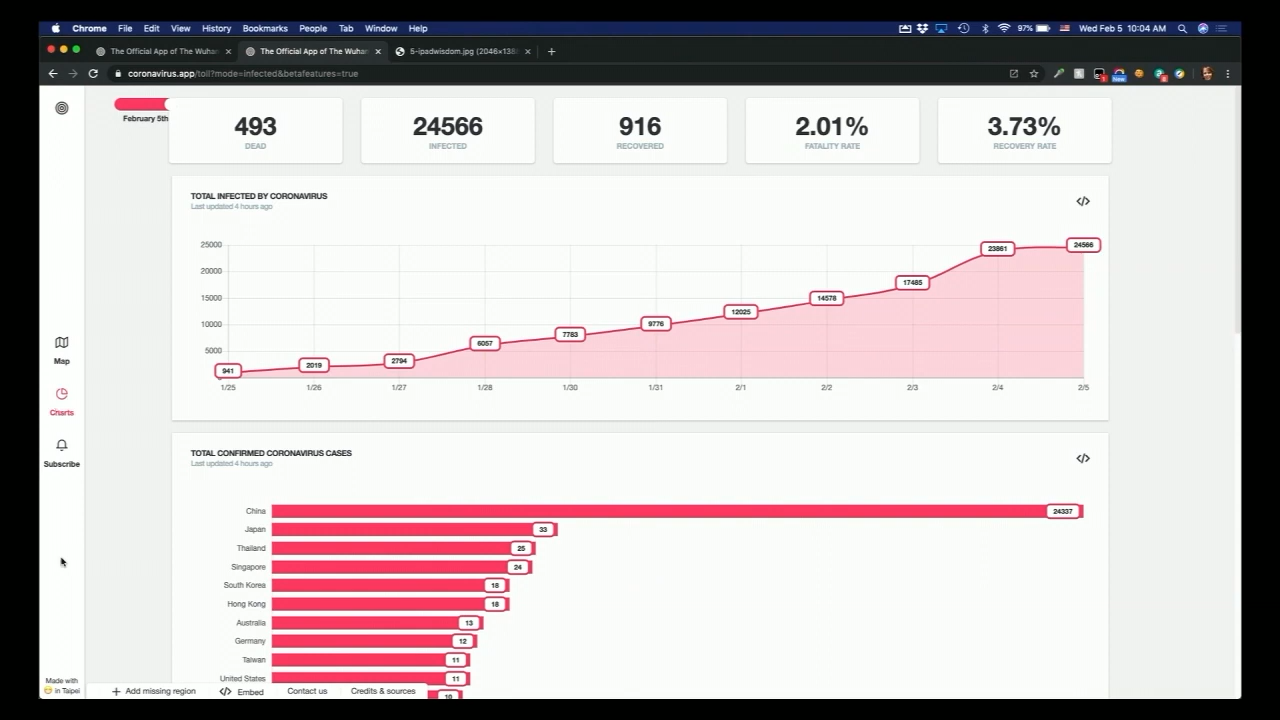 Chrome File Edit View History Bookmarks People Tab Window Help 97% Wed Feb 5 10:04 AM
The Official App of The Wuhan × The Official App of The Wuhan × 5-ipadwisdom.jpg (2046×138 × +
coronavirus.app/toll?mode=infected&betafeatures=true
New
February 5th
493 24566 916 2.01% 3.73%
DEAD INFECTED RECOVERED FATALITY RATE RECOVERY RATE
TOTAL INFECTED BY CORONAVIRUS
Last updated 4 hours ago
25000
20000
15000
10000
5000
941 2019 2794 6057 7783 9776 12025 14578 17485 23861 24566
1/25 1/26 1/27 1/28 1/30 1/31 2/1 2/2 2/3 2/4 2/5
Map
Charts
Subscribe
TOTAL CONFIRMED CORONAVIRUS CASES
Last updated 4 hours ago
China 24337
Japan 33
Thailand 25
Singapore 24
South Korea 18
Hong Kong 18
Australia 13
Germany 12
Taiwan 11
United States 11
10
Made with
in Taipei
+ Add missing region </> Embed Contact us Credits & sources